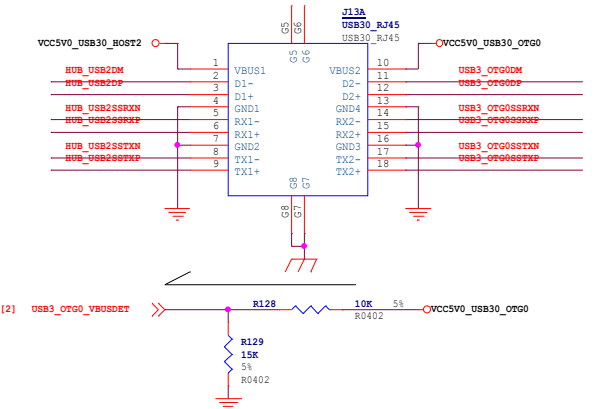 G5
G6
J13A
USB30_RJ45
USB30_RJ45
VCC5V0_USB30_HOST2
VCC5V0_USB30_OTG0
G5
G6
1 VBUS1 VBUS2 10
HUB_USB2DM 2 D1- D2- 11 USB3_OTG0DM
HUB_USB2DP 3 D1+ D2+ 12 USB3_OTG0DP
4 GND1 GND4 13
HUB_USB2SSRXN 5 RX1- RX2- 14 USB3_OTG0SSRXN
HUB_USB2SSRXP 6 RX1+ RX2+ 15 USB3_OTG0SSRXP
7 GND2 GND3 16
HUB_USB2SSTXN 8 TX1- TX2- 17 USB3_OTG0SSTXN
HUB_USB2SSTXP 9 TX1+ TX2+ 18 USB3_OTG0SSTXP
G8
G7
G8
G7
[2] USB3_OTG0_VBUSDET R128 10K 5% VCC5V0_USB30_OTG0
R0402
R129
15K
5%
R0402